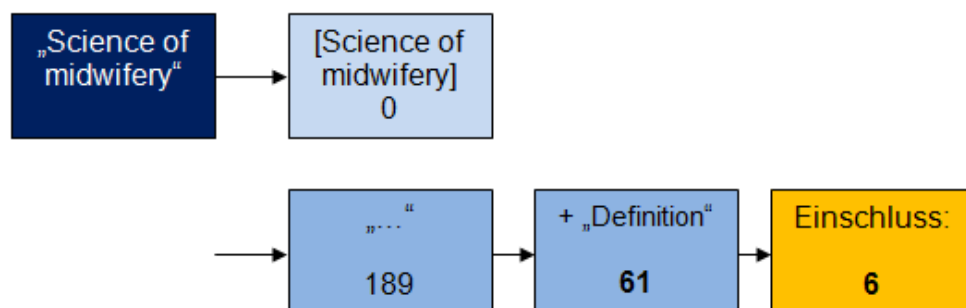 „Science of
midwifery“
[Science of
midwifery]
0
„…“
189
+ „Definition“
61
Einschluss:
6